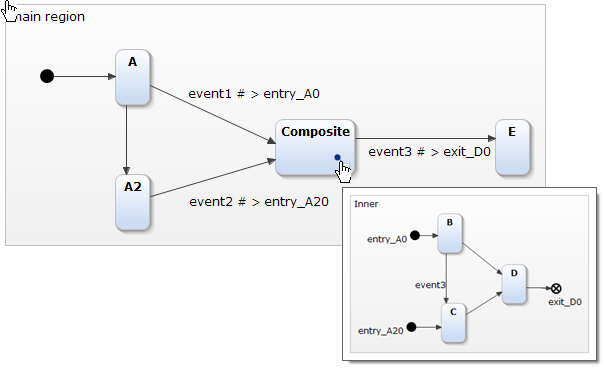 main region
A
event1 # > entry_A0
Composite
E
event3 # > exit_D0
A2
event2 # > entry_A20
Inner
B
entry_A0
D
event3
exit_D0
C
entry_A20